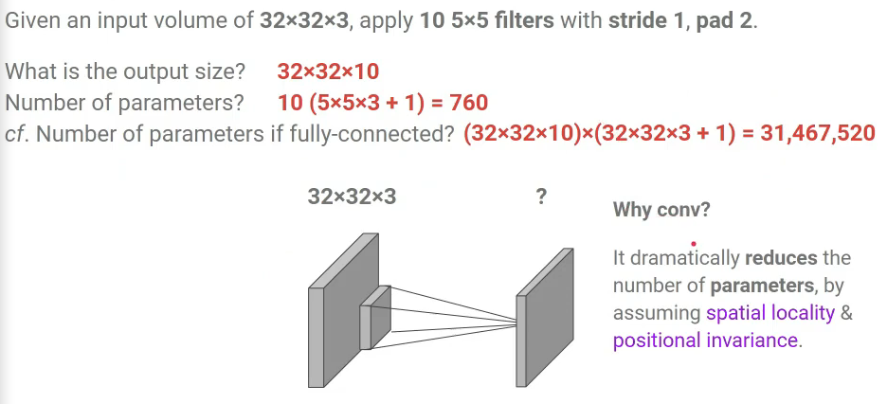 Given an input volume of 32×32×3, apply 10 5×5 filters with stride 1, pad 2.
What is the output size? 32×32×10
Number of parameters? 10 (5×5×3 + 1) = 760
cf. Number of parameters if fully-connected? (32×32×10)×(32×32×3 + 1) = 31,467,520
32×32×3 ?
Why conv?
It dramatically reduces the
number of parameters, by
assuming spatial locality &
positional invariance.